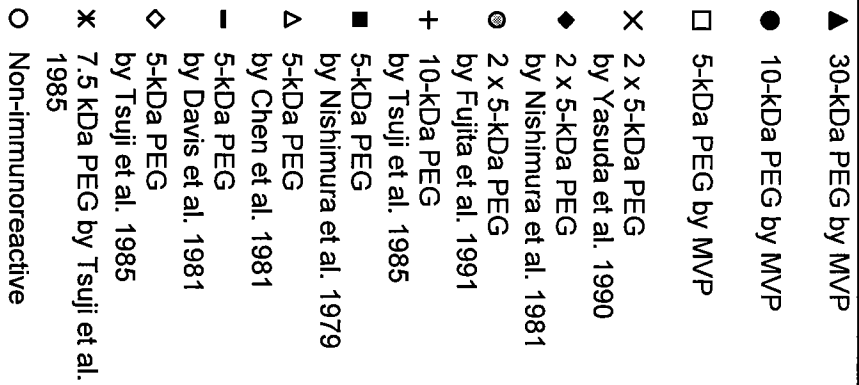 30-kDa PEG by MVP
10-kDa PEG by MVP
5-kDa PEG by MVP
2 x 5-kDa PEG
by Yasuda et al. 1990
2 x 5-kDa PEG
by Nishimura et al. 1981
2 x 5-kDa PEG
by Fujita et al. 1991
10-kDa PEG
by Tsuji et al. 1985
5-kDa PEG
by Nishimura et al. 1979
5-kDa PEG
by Chen et al. 1981
5-kDa PEG
by Davis et al. 1981
5-kDa PEG
by Tsuji et al. 1985
7.5 kDa PEG by Tsuji et al.
1985
Non-immunoreactive